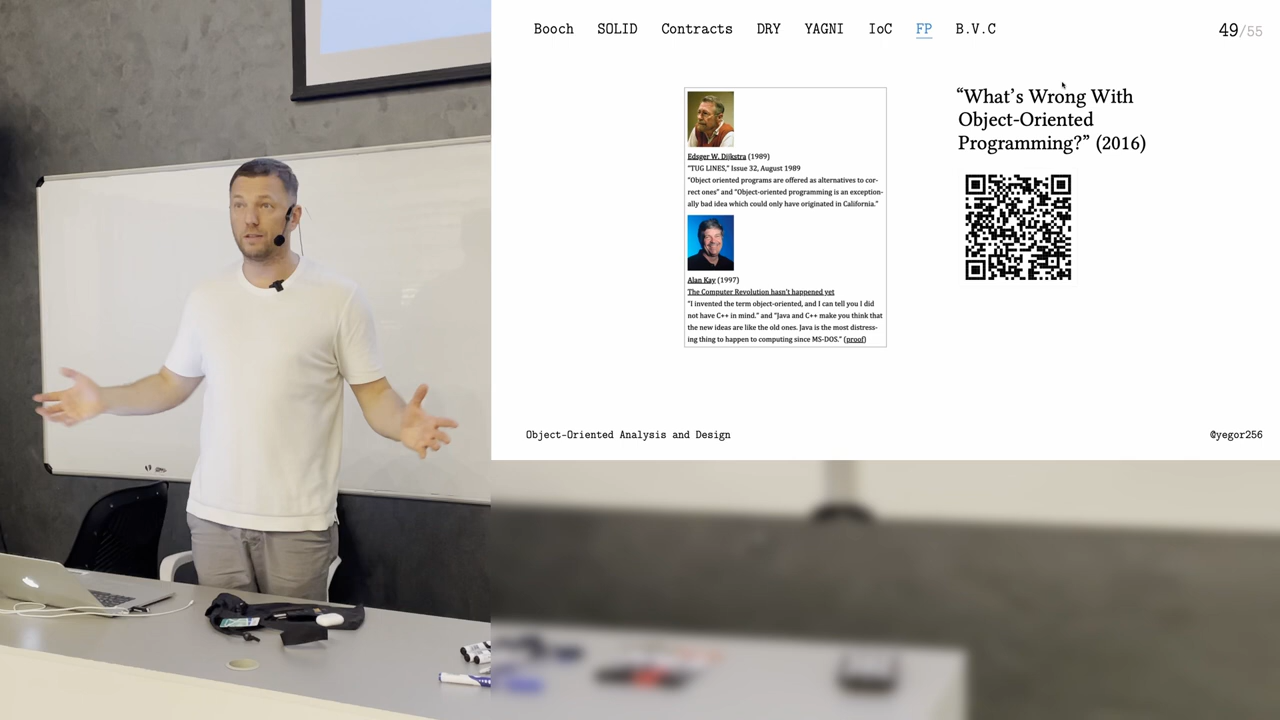 Booch SOLID Contracts DRY YAGNI IoC FP B.V.C 49/55
Edsger W. Dijkstra (1989)
"TUG LINES," Issue 32, August 1989
"Object oriented programs are offered as alternatives to cor-
rect ones" and "Object-oriented programming is an exception-
ally bad idea which could only have originated in California."
Alan Kay (1997)
The Computer Revolution hasn't happened yet
"I invented the term object-oriented, and I can tell you I did
not have C++ in mind." and "Java and C++ make you think that
the new ideas are like the old ones. Java is the most distress-
ing thing to happen to computing since MS-DOS." (proof)
“What’s Wrong With
Object-Oriented
Programming?” (2016)
Object-Oriented Analysis and Design
@yegor256